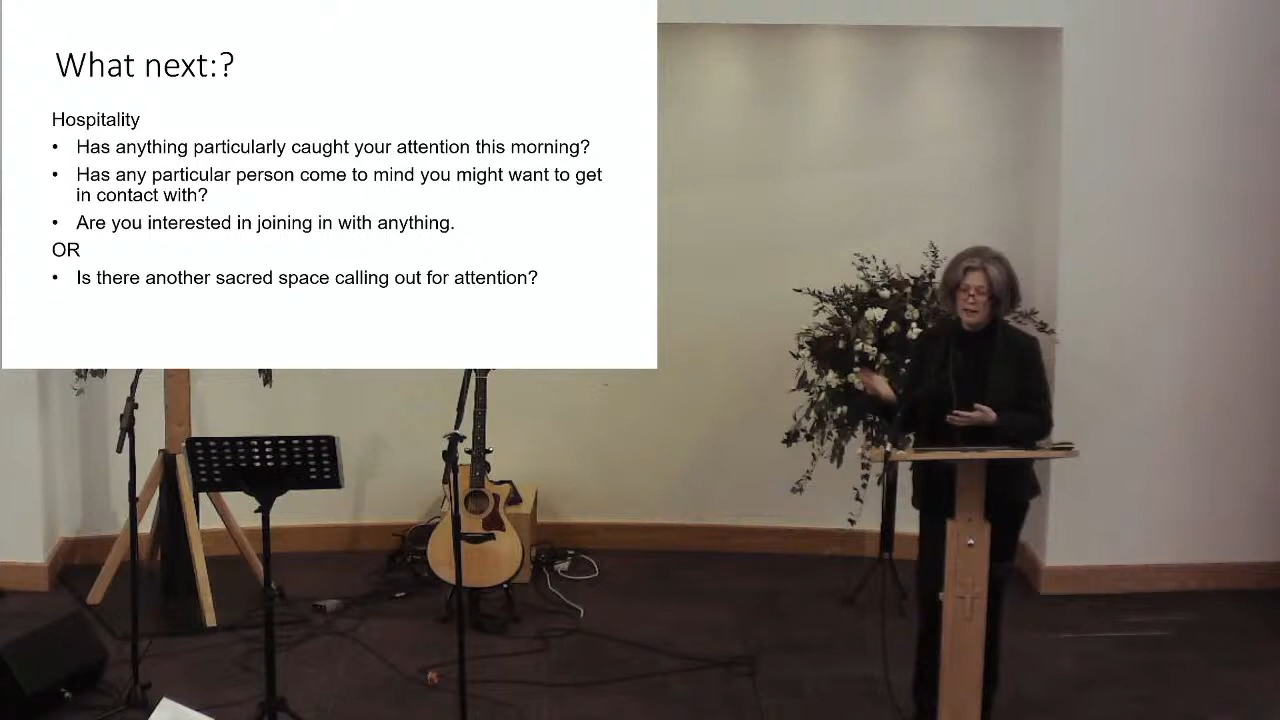 What next:?
Hospitality
• Has anything particularly caught your attention this morning?
• Has any particular person come to mind you might want to get
in contact with?
• Are you interested in joining in with anything.
OR
• Is there another sacred space calling out for attention?